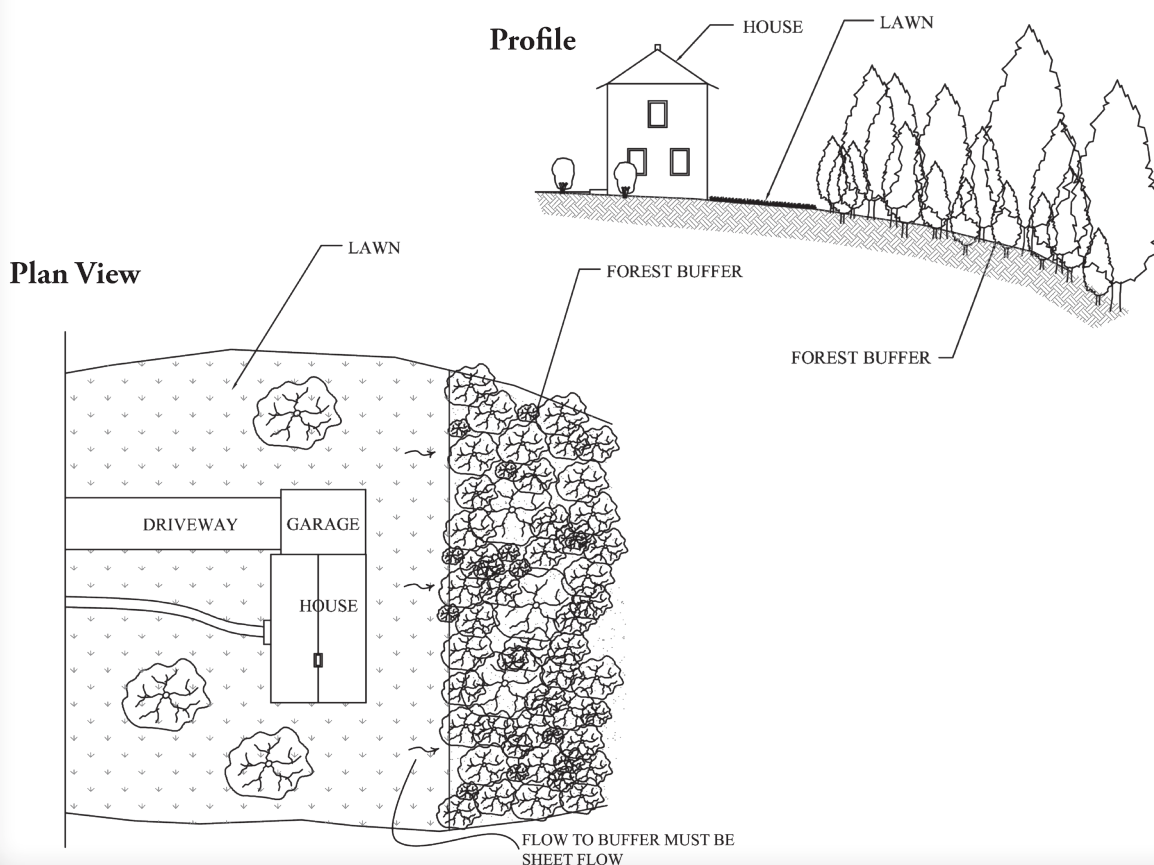 Profile
HOUSE
LAWN
FOREST BUFFER
Plan View
LAWN
FOREST BUFFER
DRIVEWAY
GARAGE
HOUSE
FLOW TO BUFFER MUST BE
SHEET FLOW